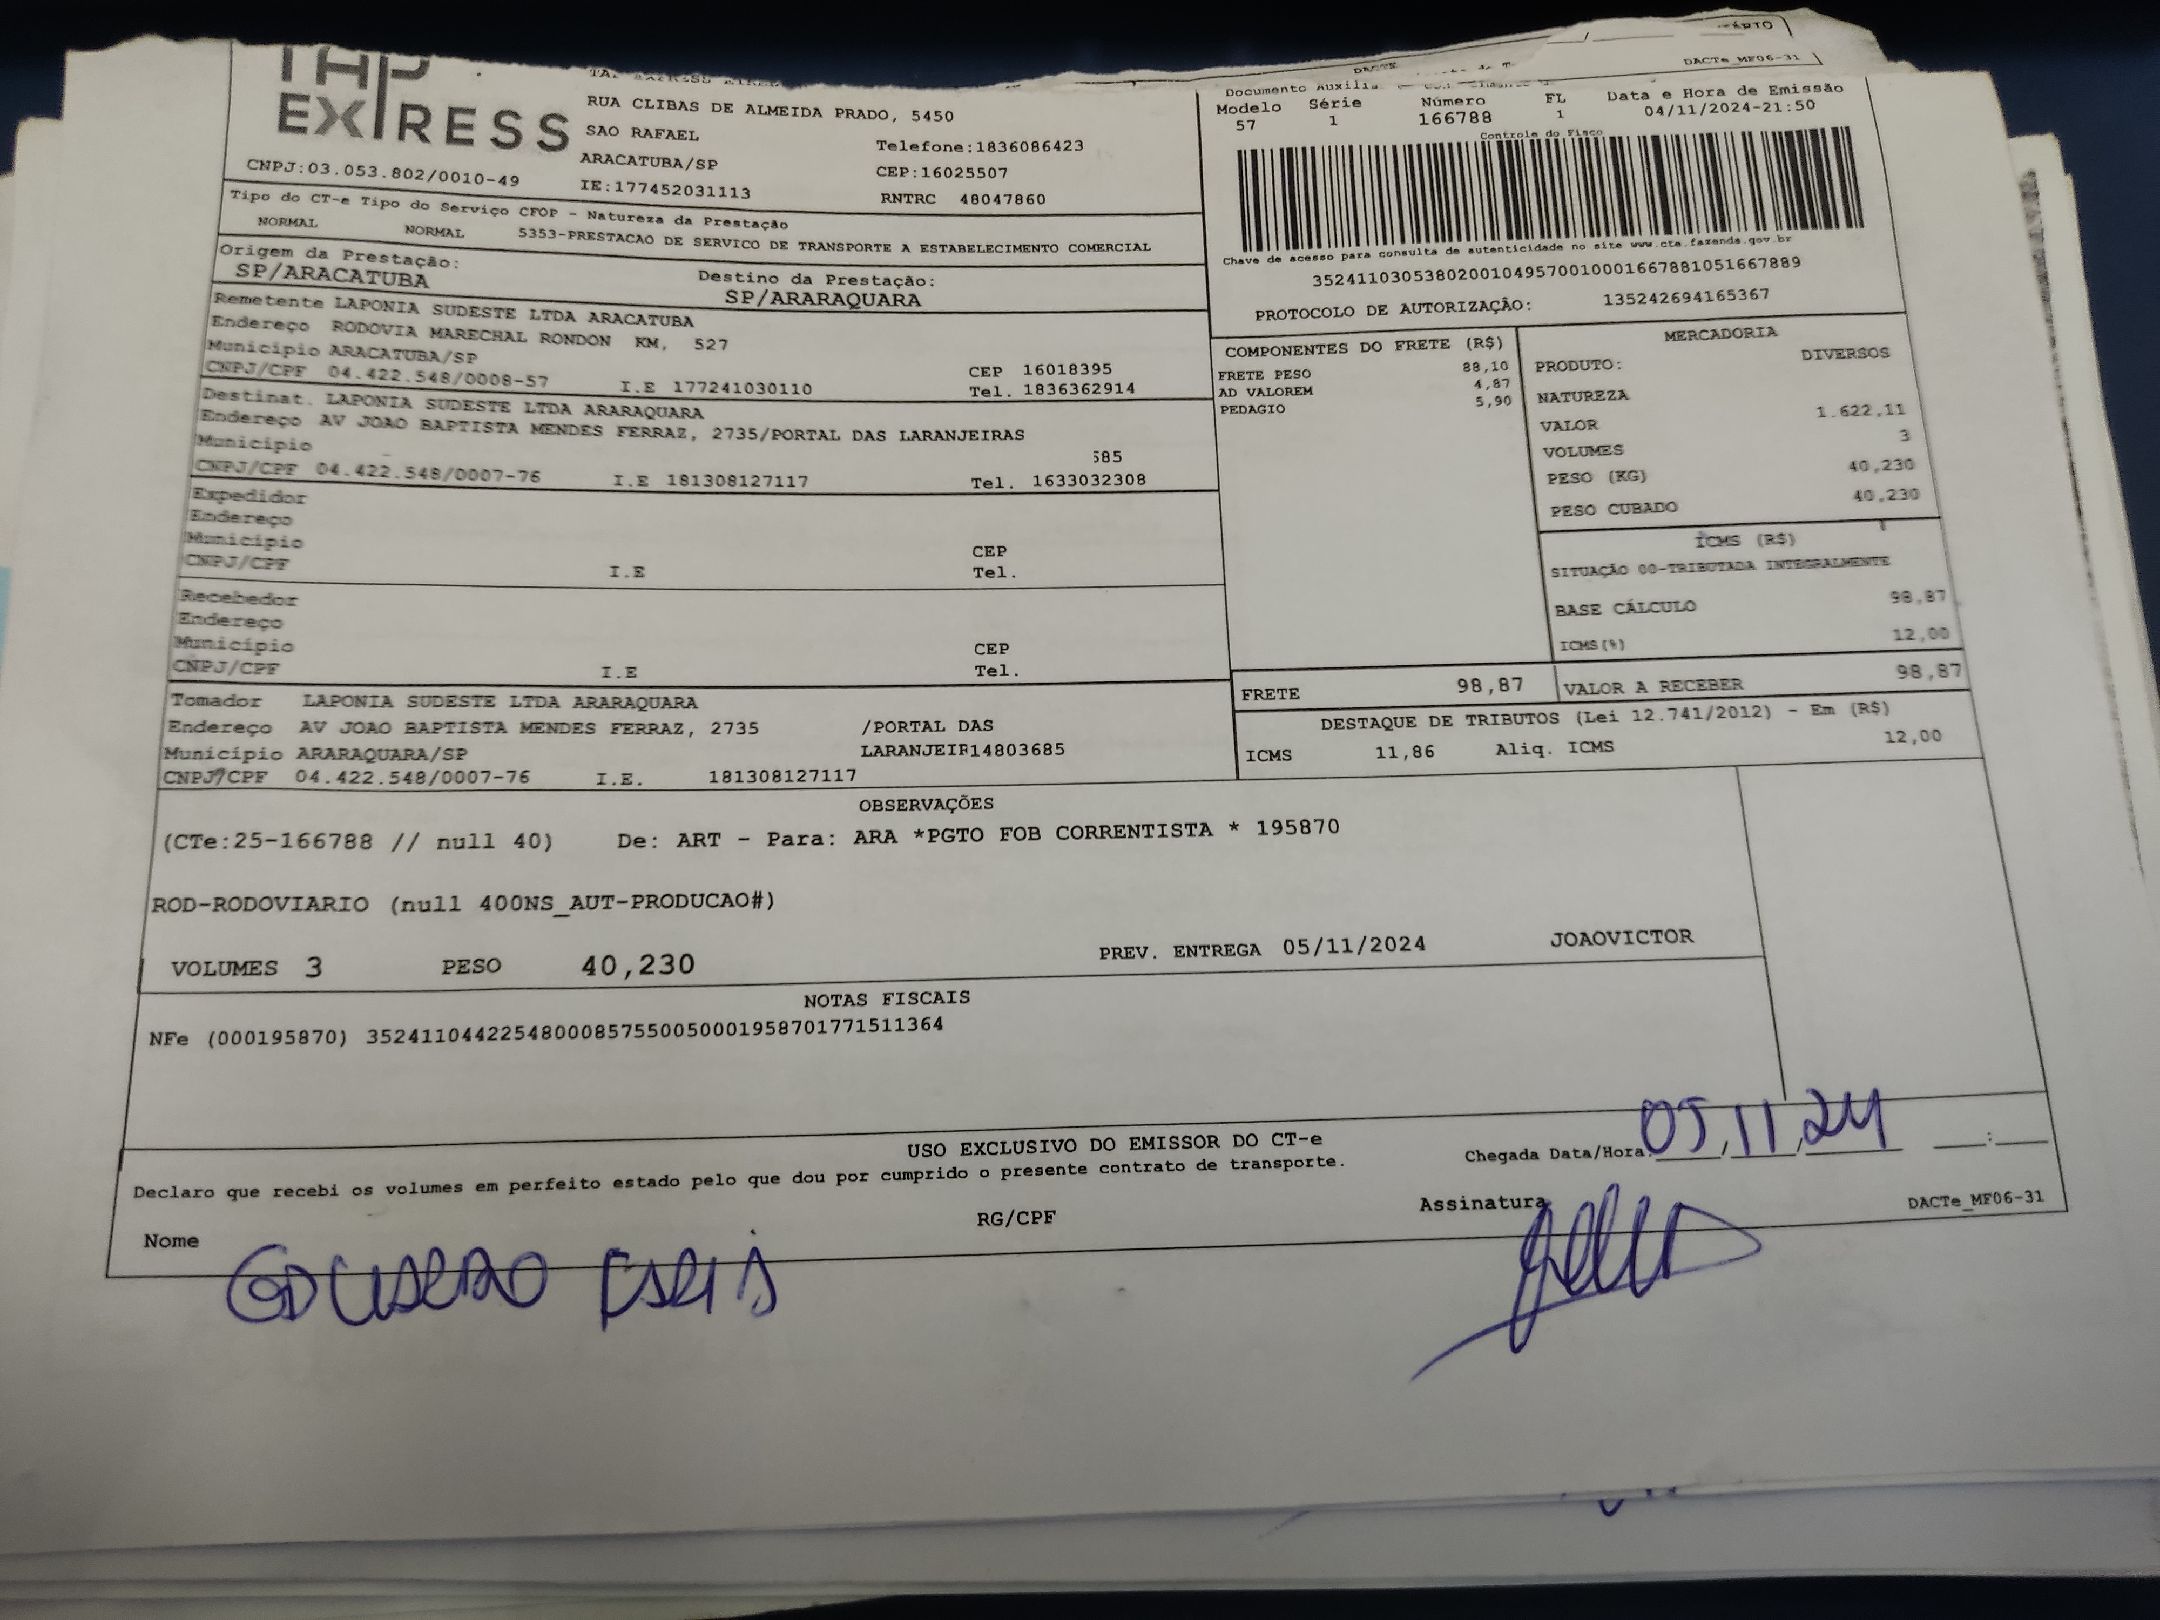 TAP
EXPRESS
CNPJ:03.053.802/0010-49
RUA CLIBAS DE ALMEIDA PRADO, 5450
SAO RAFAEL
Telefone:1836086423
ARACATUBA/SP
CEP:16025507
IE:177452031113
RNTRC 48047860
DACTe_MF06-31
Modelo Série Número FL Data e Hora de Emissão
57 1 166788 1 04/11/2024-21:50
Controle do Fisco
Chave de acesso para consulta de autenticidade no site www.cte.fazenda.gov.br
35241103053802001049570010001667881051667889
PROTOCOLO DE AUTORIZAÇÃO: 135242694165367
Tipo do CT-e Tipo do Serviço CFOP - Natureza da Prestação
NORMAL NORMAL 5353-PRESTACAO DE SERVICO DE TRANSPORTE A ESTABELECIMENTO COMERCIAL
Origem da Prestação: Destino da Prestação:
SP/ARACATUBA SP/ARARAQUARA
Remetente LAPONIA SUDESTE LTDA ARACATUBA
Endereço RODOVIA MARECHAL RONDON KM, 527
Município ARACATUBA/SP CEP 16018395
CNPJ/CPF 04.422.548/0008-57 I.E 177241030110 Tel. 1836362914
Destinat. LAPONIA SUDESTE LTDA ARARAQUARA
Endereço AV JOAO BAPTISTA MENDES FERRAZ, 2735/PORTAL DAS LARANJEIRAS
Município 585
CNPJ/CPF 04.422.548/0007-76 I.E 181308127117 Tel. 1633032308
Expedidor
Endereço
Município CEP
CNPJ/CPF I.E Tel.
Recebedor
Endereço
Município CEP
CNPJ/CPF I.E Tel.
Tomador LAPONIA SUDESTE LTDA ARARAQUARA
Endereço AV JOAO BAPTISTA MENDES FERRAZ, 2735 /PORTAL DAS
Município ARARAQUARA/SP LARANJEIR14803685
CNPJ/CPF 04.422.548/0007-76 I.E. 181308127117
COMPONENTES DO FRETE (R$)
FRETE PESO 88,10
AD VALOREM 4,87
PEDAGIO 5,90
MERCADORIA
PRODUTO: DIVERSOS
NATUREZA
VALOR 1.622,11
VOLUMES 3
PESO (KG) 40,230
PESO CUBADO 40,230
ICMS (R$)
SITUAÇÃO 00-TRIBUTADA INTEGRALMENTE
BASE CÁLCULO 98,87
ICMS(%) 12,00
FRETE 98,87 VALOR A RECEBER 98,87
DESTAQUE DE TRIBUTOS (Lei 12.741/2012) - Em (R$)
ICMS 11,86 Aliq. ICMS 12,00
OBSERVAÇÕES
(CTe:25-166788 // null 40) De: ART - Para: ARA *PGTO FOB CORRENTISTA * 195870
ROD-RODOVIARIO (null 400NS_AUT-PRODUCAO#)
VOLUMES 3 PESO 40,230 PREV. ENTREGA 05/11/2024 JOAOVICTOR
NOTAS FISCAIS
NFe (000195870) 35241104422548000857550050001958701771511364
USO EXCLUSIVO DO EMISSOR DO CT-e
Chegada Data/Hora: 05/11/24 :
Declaro que recebi os volumes em perfeito estado pelo que dou por cumprido o presente contrato de transporte.
Nome RG/CPF Assinatura DACTe_MF06-31